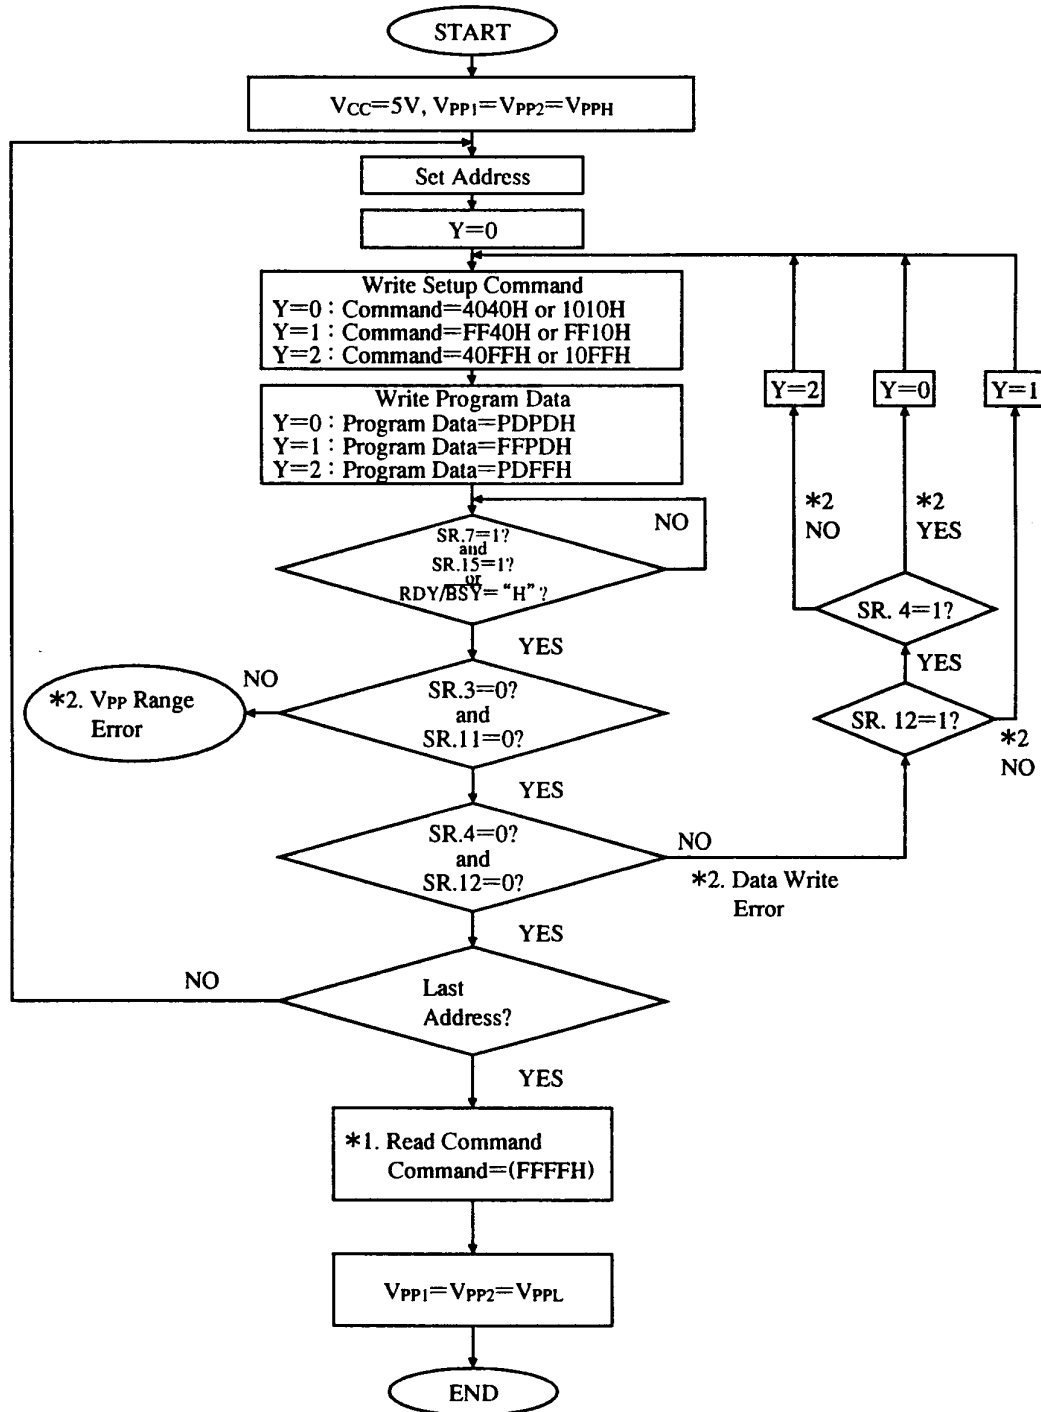 START
VCC=5V, VPP1=VPP2=VPPH
Set Address
Y=0
Write Setup Command
Y=0 : Command=4040H or 1010H
Y=1 : Command=FF40H or FF10H
Y=2 : Command=40FFH or 10FFH
Y=2
Y=0
Y=1
Write Program Data
Y=0 : Program Data=PDPDH
Y=1 : Program Data=FFPDH
Y=2 : Program Data=PDFFH
NO
SR.7=1?
and
SR.15=1?
or
RDY/BSY= “H” ?
*2
NO
*2
YES
SR. 4=1?
YES
YES
SR. 12=1?
*2
NO
NO
*2. VPP Range
Error
SR.3=0?
and
SR.11=0?
YES
SR.4=0?
and
SR.12=0?
NO
*2. Data Write
Error
YES
NO
Last
Address?
YES
*1. Read Command
Command=(FFFFH)
VPP1=VPP2=VPPL
END